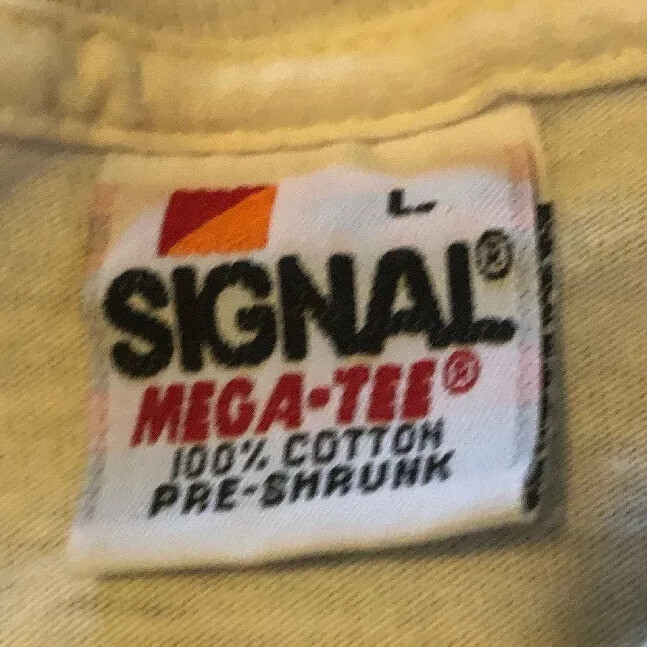 L
SIGNAL®
MEGA·TEE®
100% COTTON
PRE-SHRUNK